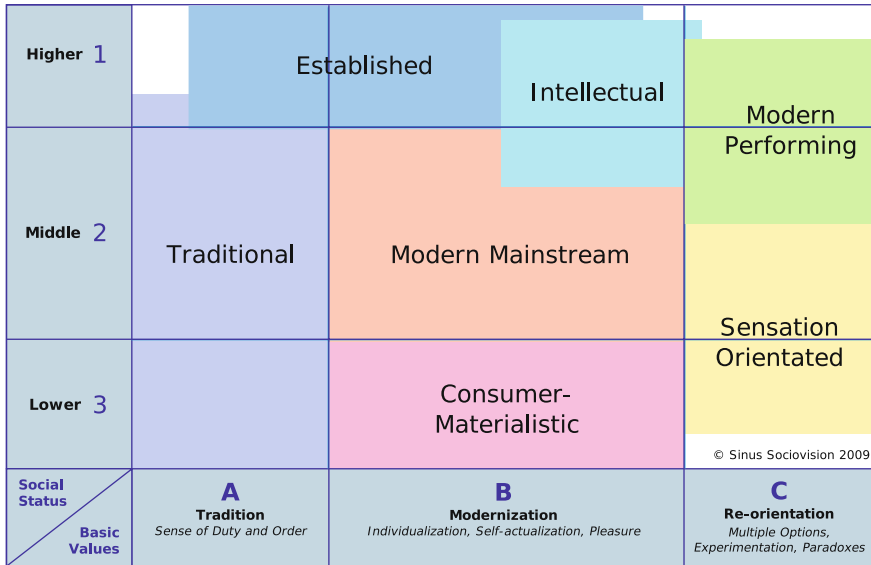 Higher 1
Established
Intellectual
Modern
Performing
Middle 2
Traditional
Modern Mainstream
Sensation
Orientated
Lower 3
Consumer-
Materialistic
© Sinus Sociovision 2009
Social
Status
Basic
Values
A
Tradition
Sense of Duty and Order
B
Modernization
Individualization, Self-actualization, Pleasure
C
Re-orientation
Multiple Options,
Experimentation, Paradoxes